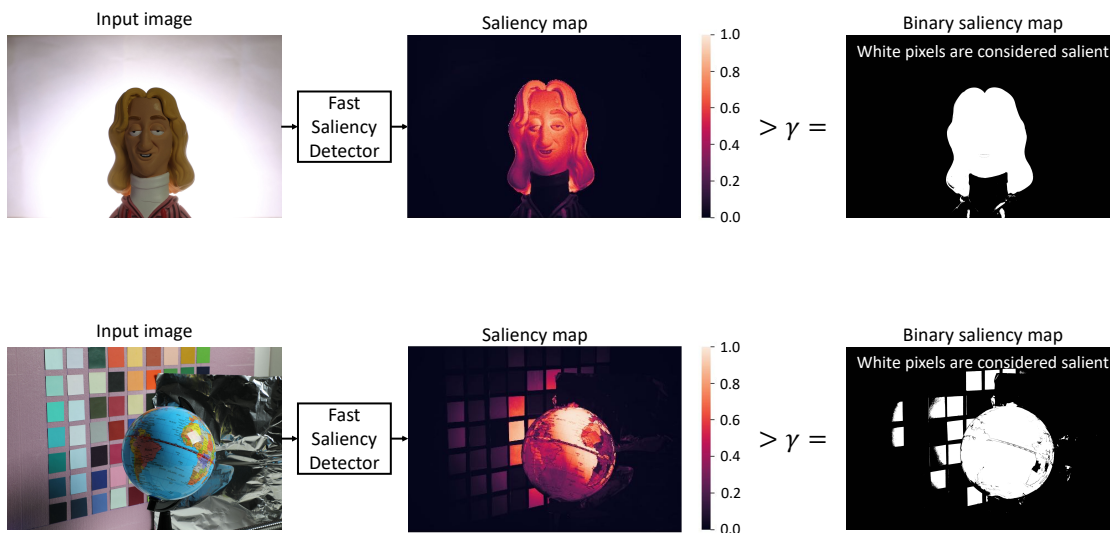 Input image
Saliency map
Binary saliency map
White pixels are considered salient
Fast
Saliency
Detector
1.0
0.8
0.6
0.4
0.2
0.0
> γ =
Input image
Saliency map
Binary saliency map
White pixels are considered salient
Fast
Saliency
Detector
1.0
0.8
0.6
0.4
0.2
0.0
> γ =